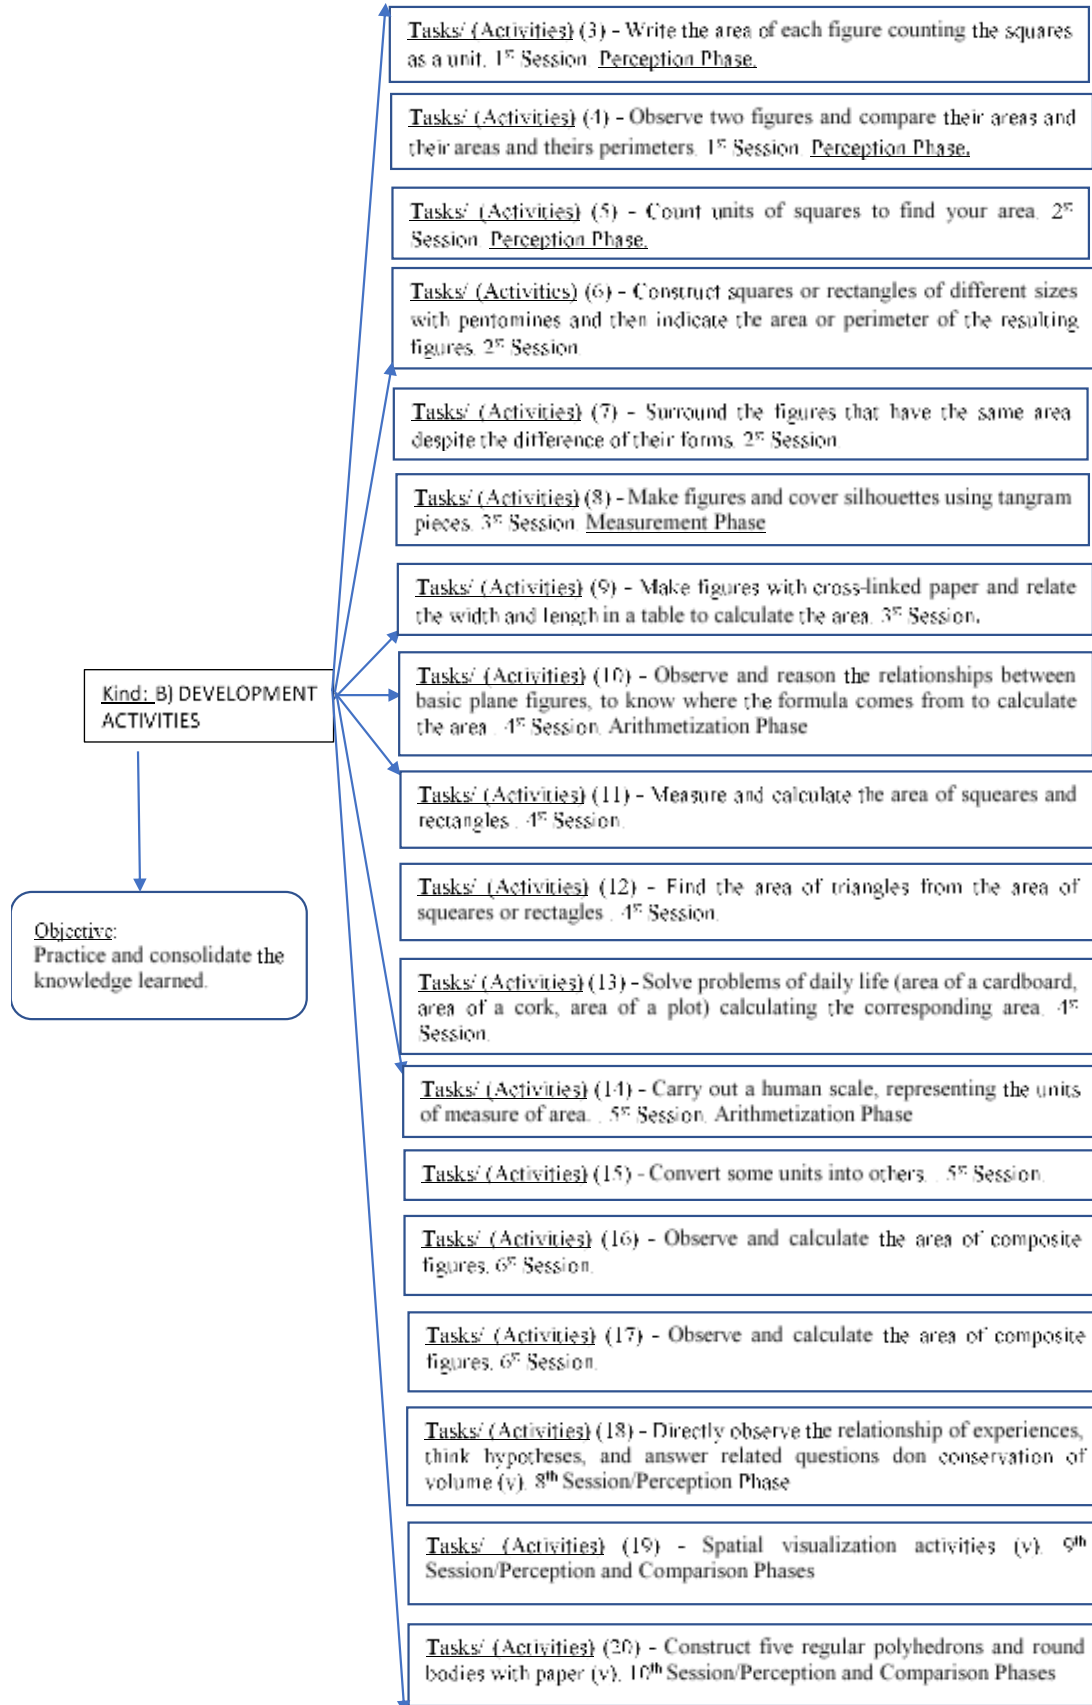 Tasks/ (Activities) (3) – Write the area of each figure counting the squares
as a unit. 1st Session. Perception Phase.
Tasks/ (Activities) (4) – Observe two figures and compare their areas and
their areas and theirs perimeters. 1st Session. Perception Phase.
Tasks/ (Activities) (5) – Count units of squares to find your area. 2st
Session. Perception Phase.
Tasks/ (Activities) (6) – Construct squares or rectangles of different sizes
with pentomines and then indicate the area or perimeter of the resulting
figures. 2st Session.
Tasks/ (Activities) (7) – Surround the figures that have the same area
despite the difference of their forms. 2st Session.
Tasks/ (Activities) (8) – Make figures and cover silhouettes using tangram
pieces. 3st Session. Measurement Phase
Tasks/ (Activities) (9) – Make figures with cross-linked paper and relate
the width and length in a table to calculate the area. 3st Session.
Kind: B) DEVELOPMENT
ACTIVITIES
Tasks/ (Activities) (10) – Observe and reason the relationships between
basic plane figures, to know where the formula comes from to calculate
the area . 4st Session. Arithmetization Phase
Tasks/ (Activities) (11) – Measure and calculate the area of squeares and
rectangles . 4st Session.
Tasks/ (Activities) (12) – Find the area of triangles from the area of
squeares or rectagles . 4st Session.
Objective:
Practice and consolidate the
knowledge learned.
Tasks/ (Activities) (13) – Solve problems of daily life (area of a cardboard,
area of a cork, area of a plot) calculating the corresponding area. 4st
Session.
Tasks/ (Activities) (14) – Carry out a human scale, representing the units
of measure of area. . 5st Session. Arithmetization Phase
Tasks/ (Activities) (15) – Convert some units into others. . 5st Session.
Tasks/ (Activities) (16) – Observe and calculate the area of composite
figures. 6st Session.
Tasks/ (Activities) (17) – Observe and calculate the area of composite
figures. 6st Session.
Tasks/ (Activities) (18) – Directly observe the relationship of experiences,
think hypotheses, and answer related questions don conservation of
volume (v). 8th Session/Perception Phase
Tasks/ (Activities) (19) – Spatial visualization activities (v). 9th
Session/Perception and Comparison Phases
Tasks/ (Activities) (20) – Construct five regular polyhedrons and round
bodies with paper (v). 10th Session/Perception and Comparison Phases